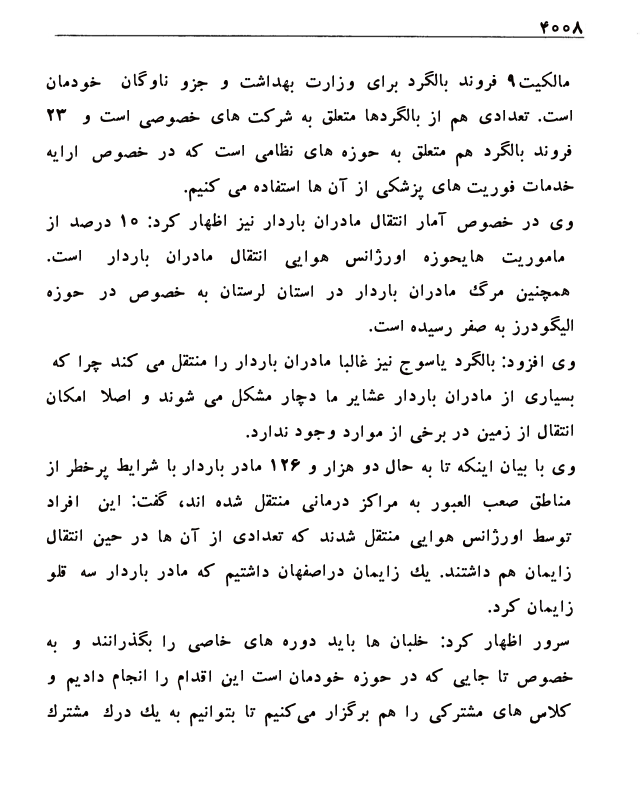 ۴۰۰۸
مالکیت۹ فروند بالگرد برای وزارت بهداشت و جزو ناوگان خودمان
است. تعدادی هم از بالگردها متعلق به شرکت های خصوصی است و ۲۳
فروند بالگرد هم متعلق به حوزه های نظامی است که در خصوص ارایه
خدمات فوریت های پزشکی از آن ها استفاده می کنیم.
وی در خصوص آمار انتقال مادران باردار نیز اظهار کرد: ۱۰ درصد از
ماموریت هایحوزه اورژانس هوایی انتقال مادران باردار است.
همچنین مرگ مادران باردار در استان لرستان به خصوص در حوزه
الیگودرز به صفر رسیده است.
وی افزود: بالگرد یاسوج نیز غالبا مادران باردار را منتقل می کند چرا که
بسیاری از مادران باردار عشایر ما دچار مشکل می شوند و اصلا امکان
انتقال از زمین در برخی از موارد وجود ندارد.
وی با بیان اینکه تا به حال دو هزار و ۱۲۶ مادر باردار با شرایط پرخطر از
مناطق صعب العبور به مراکز درمانی منتقل شده اند، گفت: این افراد
توسط اورژانس هوایی منتقل شدند که تعدادی از آن ها در حین انتقال
زایمان هم داشتند. یك زایمان دراصفهان داشتیم که مادر باردار سه قلو
زایمان کرد.
سرور اظهار کرد: خلبان ها باید دوره های خاصی را بگذرانند و به
خصوص تا جایی که در حوزه خودمان است این اقدام را انجام دادیم و
کلاس های مشترکی را هم برگزار می‌کنیم تا بتوانیم به یك درك مشترك